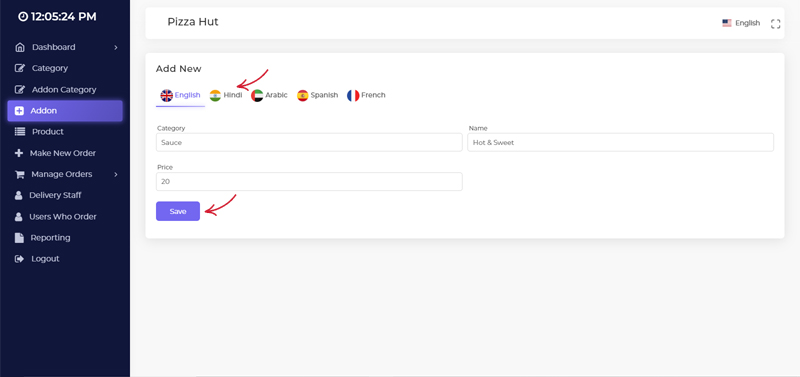 12:05:24 PM
Dashboard
Category
Addon Category
Addon
Product
Make New Order
Manage Orders
Delivery Staff
Users Who Order
Reporting
Logout
Pizza Hut
English
Add New
English Hindi Arabic Spanish French
Category Name
Sauce Hot & Sweet
Price
20
Save